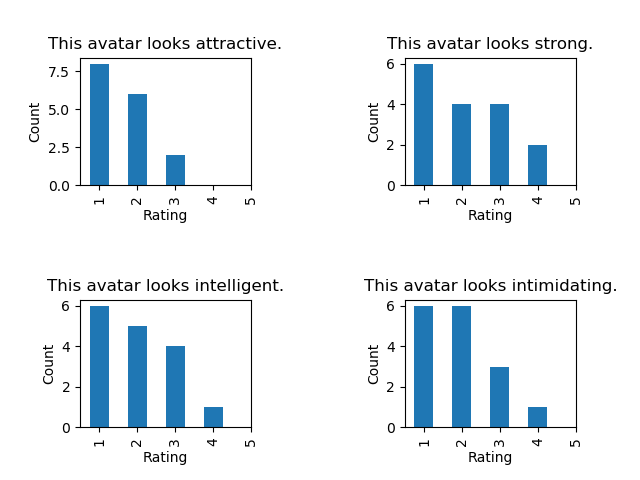 This avatar looks attractive.
7.5
5.0
2.5
0.0
Count
1 2 3 4 5
Rating
This avatar looks strong.
6
4
2
0
Count
1 2 3 4 5
Rating
This avatar looks intelligent.
6
4
2
0
Count
1 2 3 4 5
Rating
This avatar looks intimidating.
6
4
2
0
Count
1 2 3 4 5
Rating